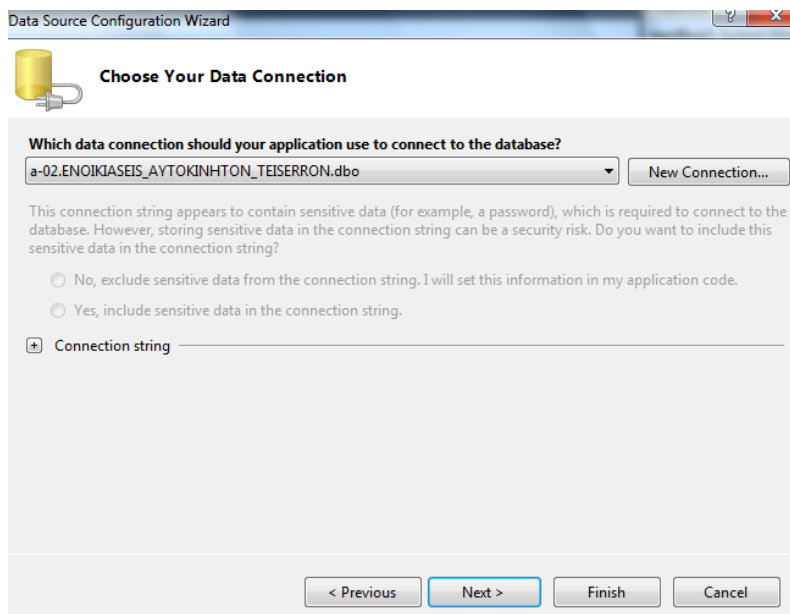 Data Source Configuration Wizard
Choose Your Data Connection
Which data connection should your application use to connect to the database?
a-02.ENOIKIASEIS_AYTOKINHTON_TEISERRON.dbo
New Connection...
This connection string appears to contain sensitive data (for example, a password), which is required to connect to the
database. However, storing sensitive data in the connection string can be a security risk. Do you want to include this
sensitive data in the connection string?
No, exclude sensitive data from the connection string. I will set this information in my application code.
Yes, include sensitive data in the connection string.
+ Connection string
< Previous
Next >
Finish
Cancel